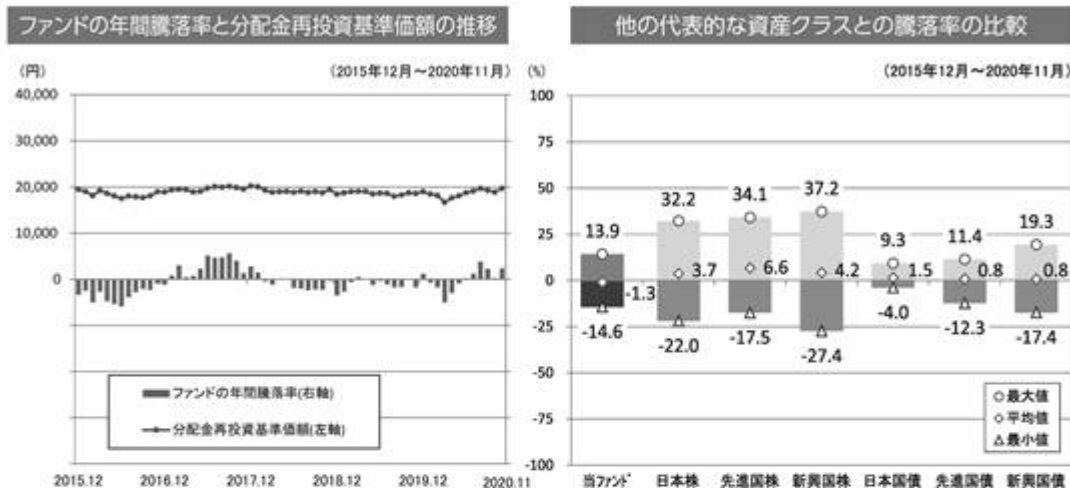 ファンドの年間騰落率と分配金再投資基準価額の推移
(円)
(2015年12月～2020年11月)
40,000
30,000
20,000
10,000
0
ファンドの年間騰落率(右軸)
分配金再投資基準価額(左軸)
2015.12 2016.12 2017.12 2018.12 2019.12 2020.11
他の代表的な資産クラスとの騰落率の比較
(%)
(2015年12月～2020年11月)
100
75
50
25
0
-25
-50
-75
-100
13.9 32.2 34.1 37.2 9.3 11.4 19.3
-1.3 3.7 6.6 4.2 1.5 0.8 0.8
-14.6 -22.0 -17.5 -27.4 -4.0 -12.3 -17.4
最大値
平均値
最小値
当ファンド 日本株 先進国株 新興国株 日本国債 先進国債 新興国債